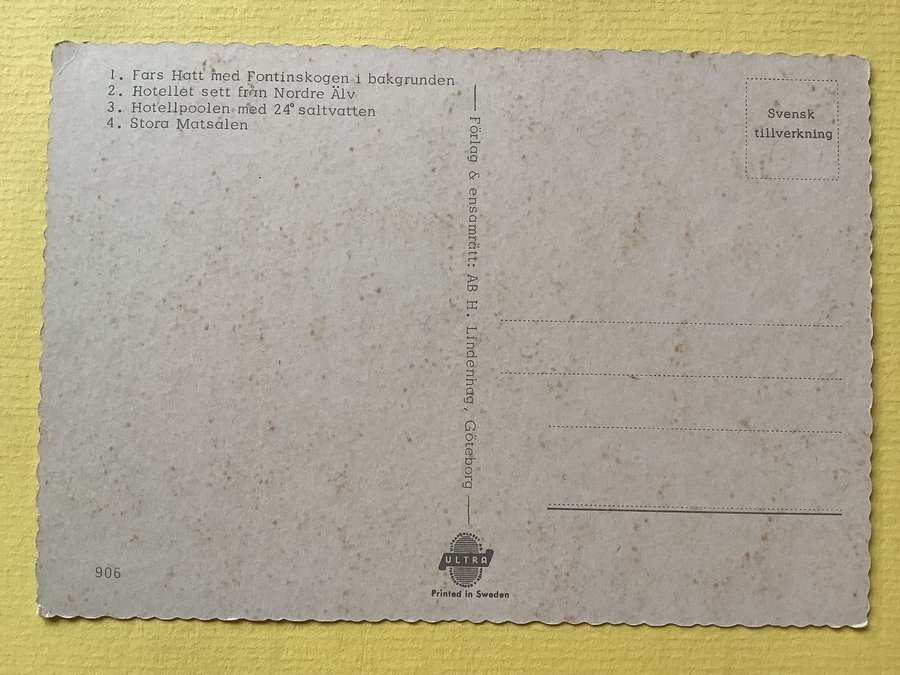 1. Fars Hatt med Fontinskogen i bakgrunden
2. Hotellet sett från Nordre Älv
3. Hotellpoolen med 24° saltvatten
4. Stora Matsalen
Förlag & ensamrätt: AB H. Lindenhag, Göteborg
Svensk
tillverkning
906
ULTRA
Printed in Sweden